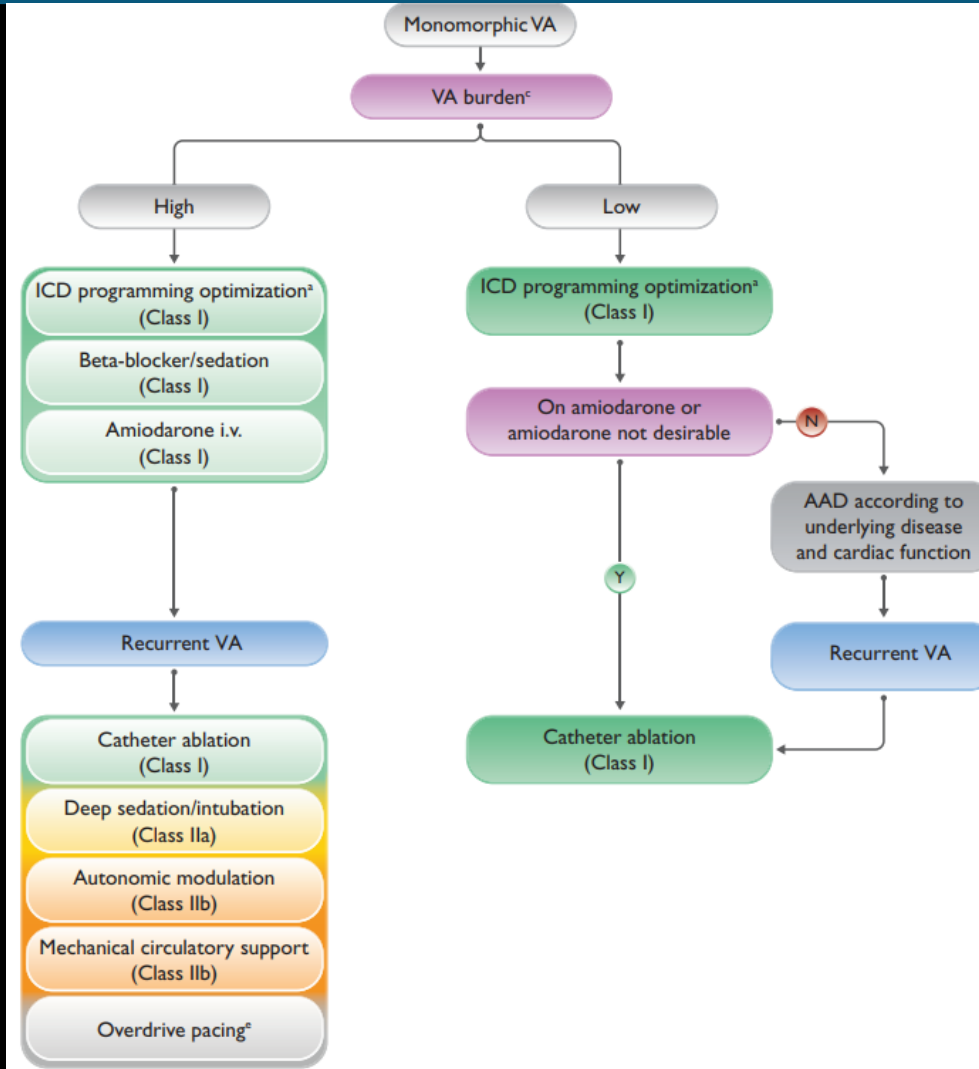 Monomorphic VA
VA burdenᶜ
High
Low
ICD programming optimizationᵃ
(Class I)
Beta-blocker/sedation
(Class I)
Amiodarone i.v.
(Class I)
ICD programming optimizationᵃ
(Class I)
On amiodarone or
amiodarone not desirable
N
AAD according to
underlying disease
and cardiac function
Y
Recurrent VA
Recurrent VA
Catheter ablation
(Class I)
Deep sedation/intubation
(Class IIa)
Autonomic modulation
(Class IIb)
Mechanical circulatory support
(Class IIb)
Overdrive pacingᵉ
Catheter ablation
(Class I)